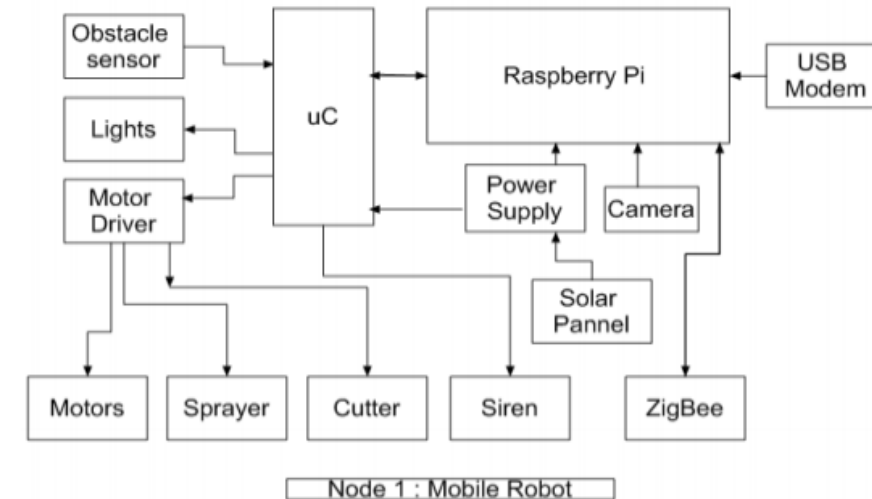 Obstacle
sensor
uC
Raspberry Pi
USB
Modem
Lights
Motor
Driver
Power
Supply
Camera
Solar
Pannel
Motors
Sprayer
Cutter
Siren
ZigBee
Node 1 : Mobile Robot